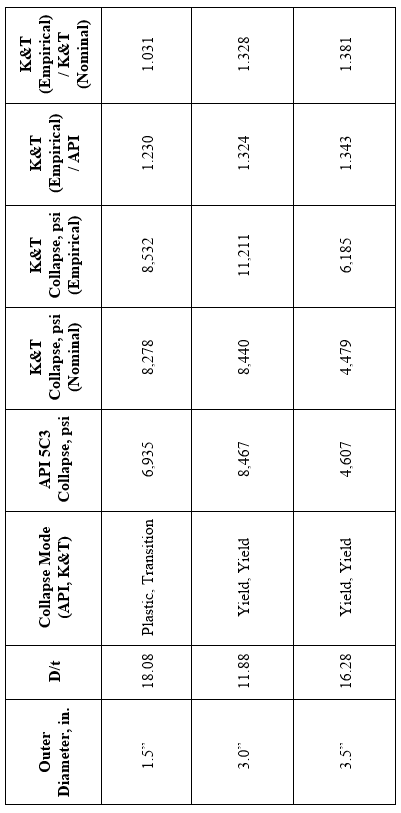 Outer
Diameter, in.
D/t
Collapse Mode
(API, K&T)
API 5C3
Collapse, psi
K&T
Collapse, psi
(Nominal)
K&T
Collapse, psi
(Empirical)
K&T
(Empirical)
/ API
K&T
(Empirical)
/ K&T
(Nominal)
1.5”
18.08
Plastic, Transition
6,935
8,278
8,532
1.230
1.031
3.0”
11.88
Yield, Yield
8,467
8,440
11,211
1.324
1.328
3.5”
16.28
Yield, Yield
4,607
4,479
6,185
1.343
1.381